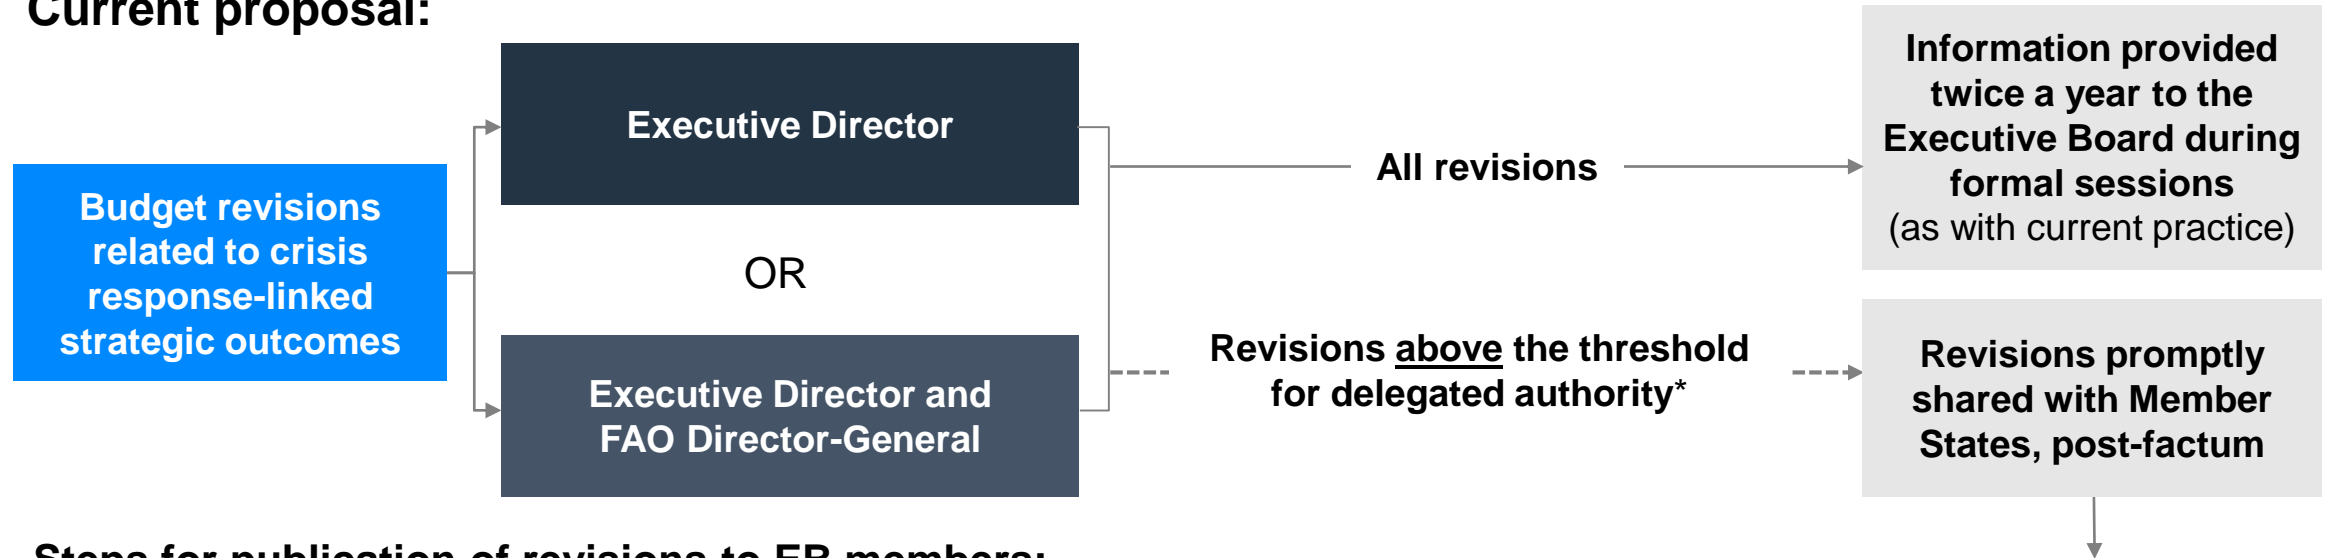 Current proposal:
Budget revisions
related to crisis
response-linked
strategic outcomes
Executive Director
OR
Executive Director and
FAO Director-General
All revisions
Revisions above the threshold
for delegated authority*
Information provided
twice a year to the
Executive Board during
formal sessions
(as with current practice)
Revisions promptly
shared with Member
States, post-factum
Steps for publication of revisions to EB members: